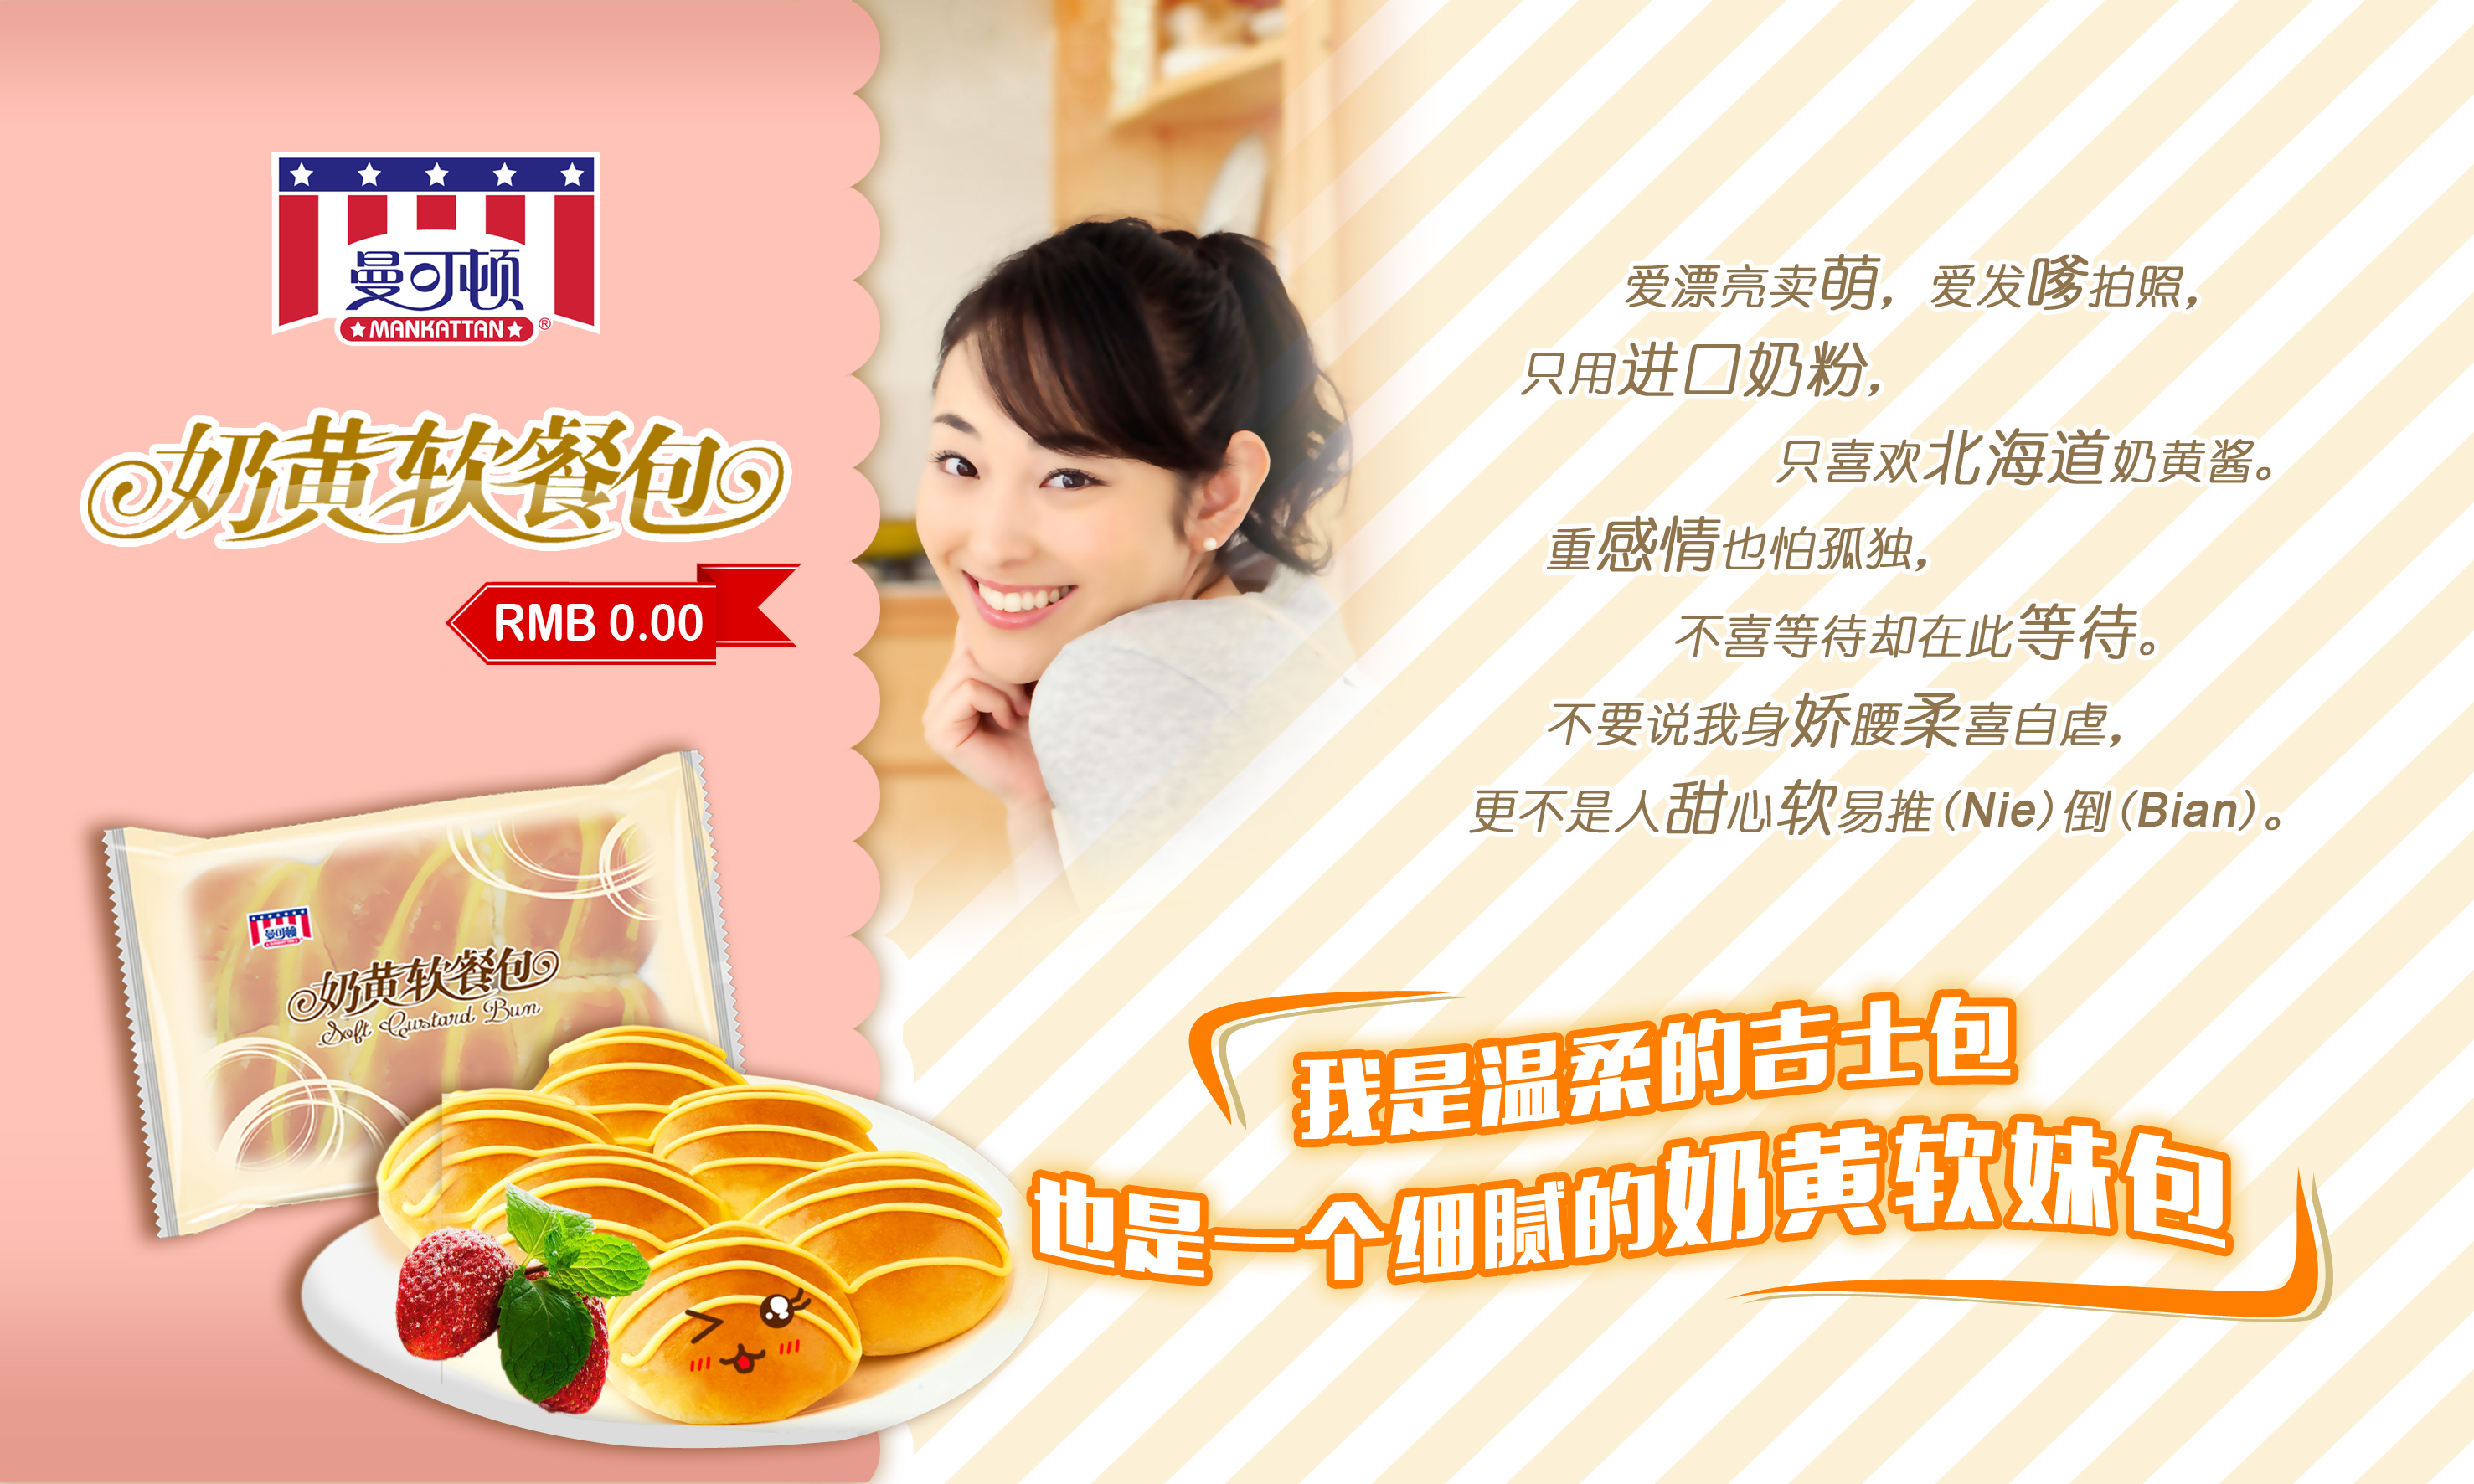 曼可顿
MANKATTAN®
奶黄软餐包
RMB 0.00
曼可顿
奶黄软餐包
Soft Custard Bun
爱漂亮卖萌，爱发嗲拍照，
只用进口奶粉，
只喜欢北海道奶黄酱。
重感情也怕孤独，
不喜等待却在此等待。
不要说我身娇腰柔喜自虐，
更不是人甜心软易推（Nie）倒（Bian）。
我是温柔的吉士包
也是一个细腻的奶黄软妹包